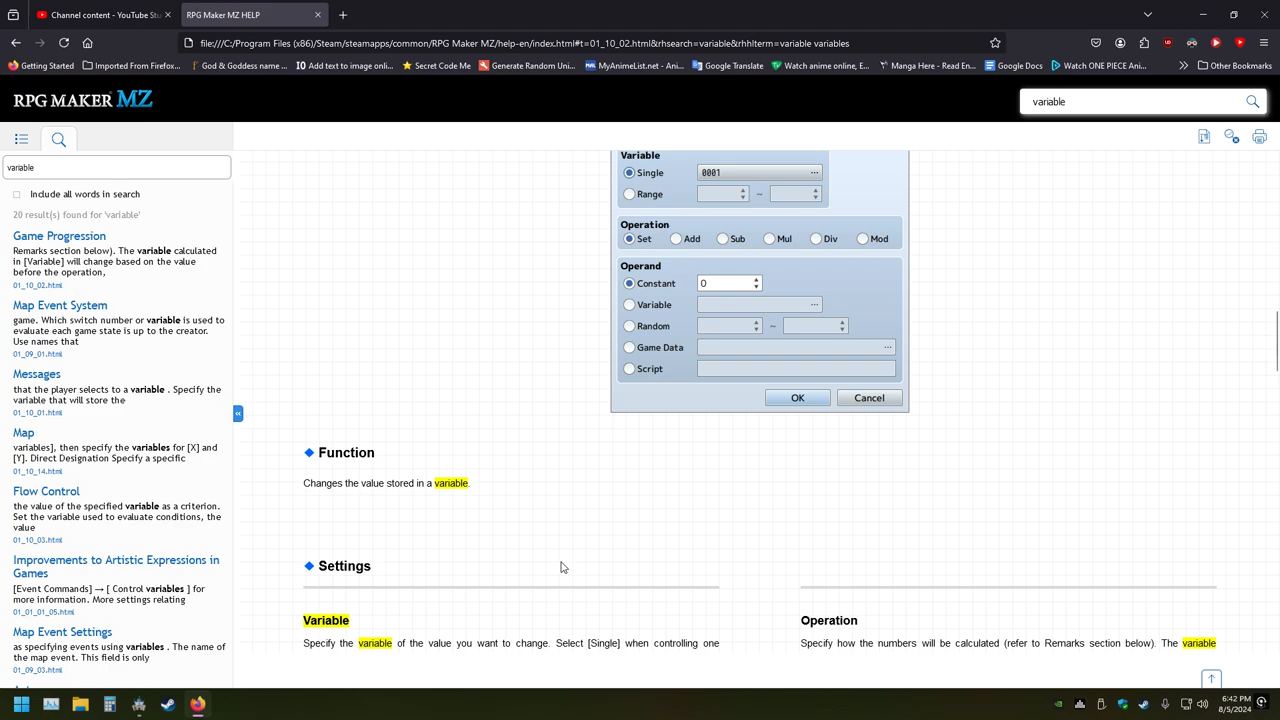 Channel content - YouTube Stu
RPG Maker MZ HELP
file:///C:/Program Files (x86)/Steam/steamapps/common/RPG Maker MZ/help-en/index.html#t=01_10_02.html&rhsearch=variable&rhhlterm=variable variables
Getting Started
Imported From Firefox...
God & Goddess name ...
Add text to image onl...
Secret Code Me
Generate Random Uni...
MyAnimeList.net - Ani...
Google Translate
Watch anime online, E...
Manga Here - Read En...
Google Docs
Watch ONE PIECE Ani...
Other Bookmarks
RPG MAKER MZ
variable
variable
Include all words in search
20 result(s) found for 'variable'
Game Progression
Remarks section below). The variable calculated
in [Variable] will change based on the value
before the operation,
01_10_02.html
Map Event System
game. Which switch number or variable is used to
evaluate each game state is up to the creator.
Use names that
01_09_01.html
Messages
that the player selects to a variable . Specify the
variable that will store the
01_10_01.html
Map
variables], then specify the variables for [X] and
[Y]. Direct Designation Specify a specific
01_10_14.html
Flow Control
the value of the specified variable as a criterion.
Set the variable used to evaluate conditions, the
value
01_10_03.html
Improvements to Artistic Expressions in
Games
[Event Commands] → [ Control variables ] for
more information. More settings relating
01_01_01_05.html
Map Event Settings
as specifying events using variables . The name of
the map event. This field is only
01_09_03.html
Variable
Single
0001
...
Range
~
Operation
Set
Add
Sub
Mul
Div
Mod
Operand
Constant
0
Variable
...
Random
~
Game Data
...
Script
OK
Cancel
Function
Changes the value stored in a variable.
Settings
Variable
Specify the variable of the value you want to change. Select [Single] when controlling one
Operation
Specify how the numbers will be calculated (refer to Remarks section below). The variable
6:42 PM
8/5/2024